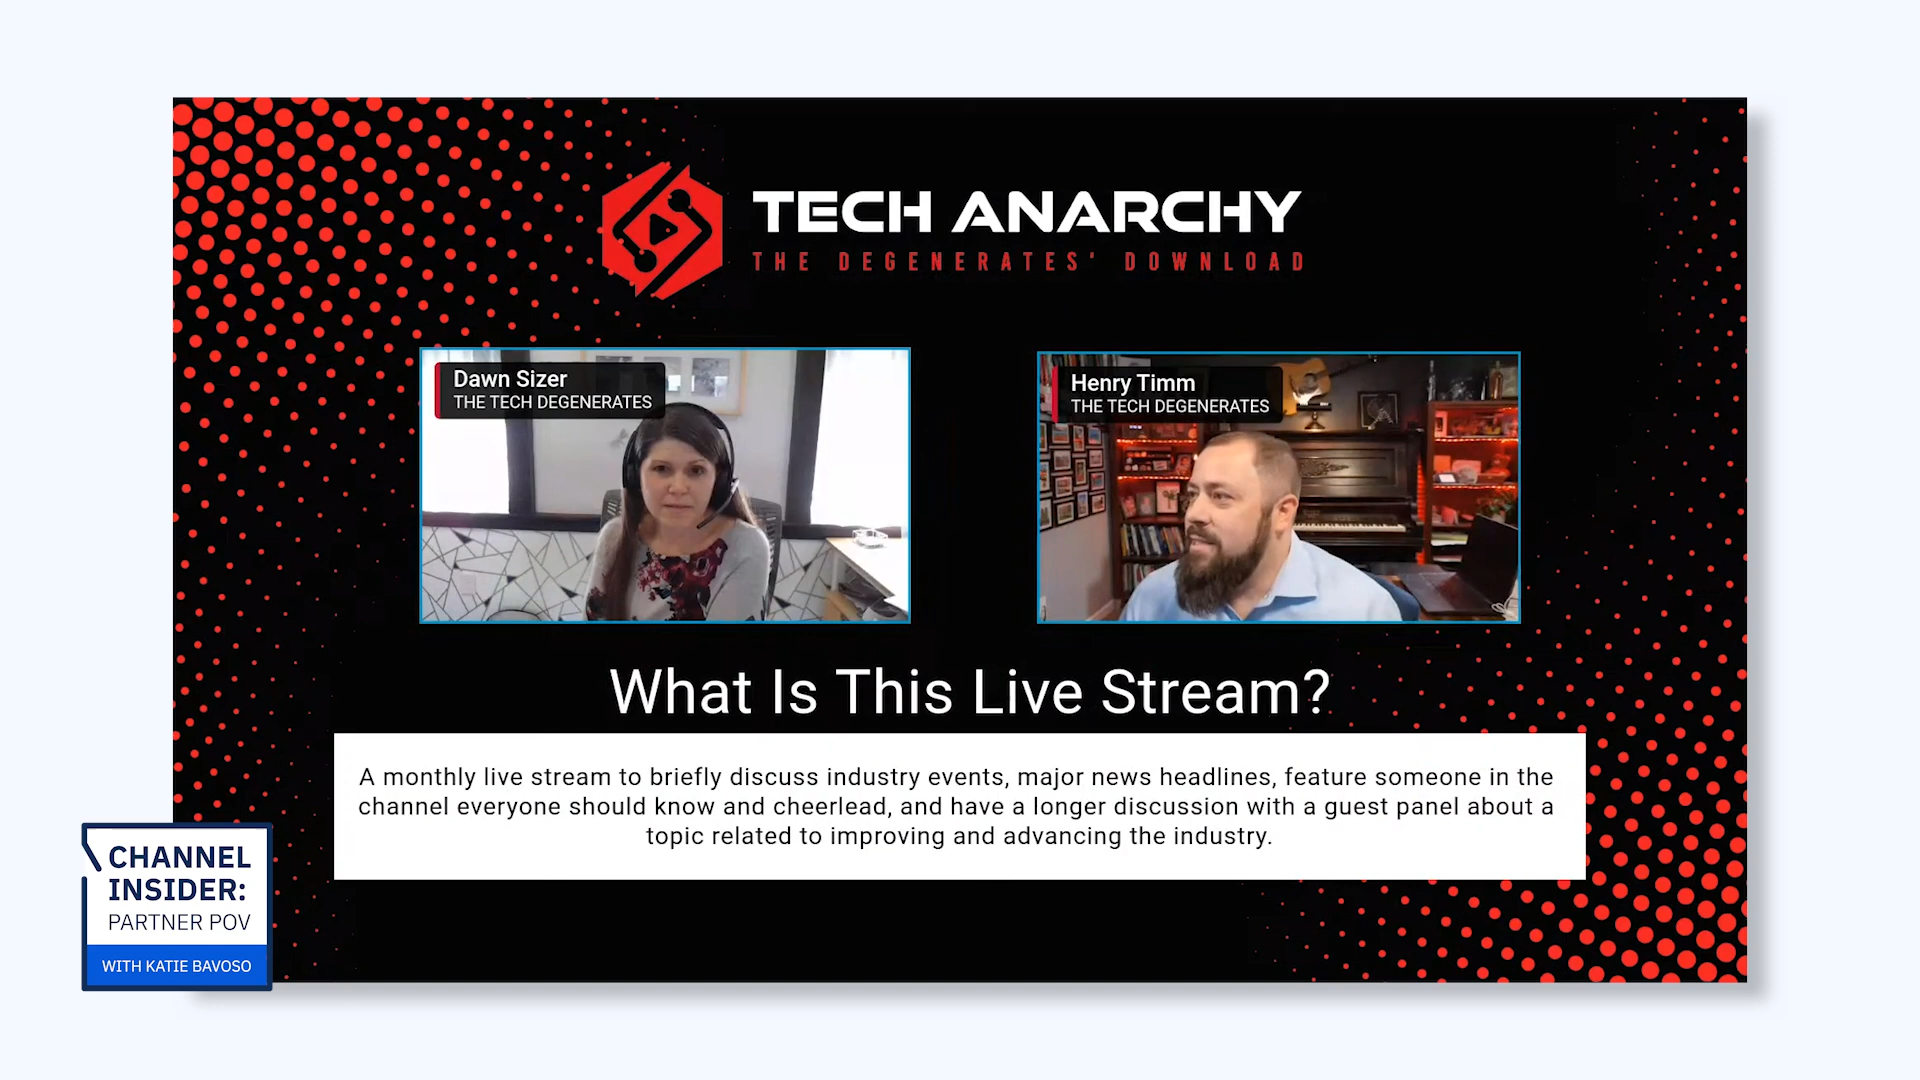 TECH ANARCHY
THE DEGENERATES' DOWNLOAD
Dawn Sizer
THE TECH DEGENERATES
Henry Timm
THE TECH DEGENERATES
What Is This Live Stream?
A monthly live stream to briefly discuss industry events, major news headlines, feature someone in the
channel everyone should know and cheerlead, and have a longer discussion with a guest panel about a
topic related to improving and advancing the industry.
CHANNEL
INSIDER:
PARTNER POV
WITH KATIE BAVOSO